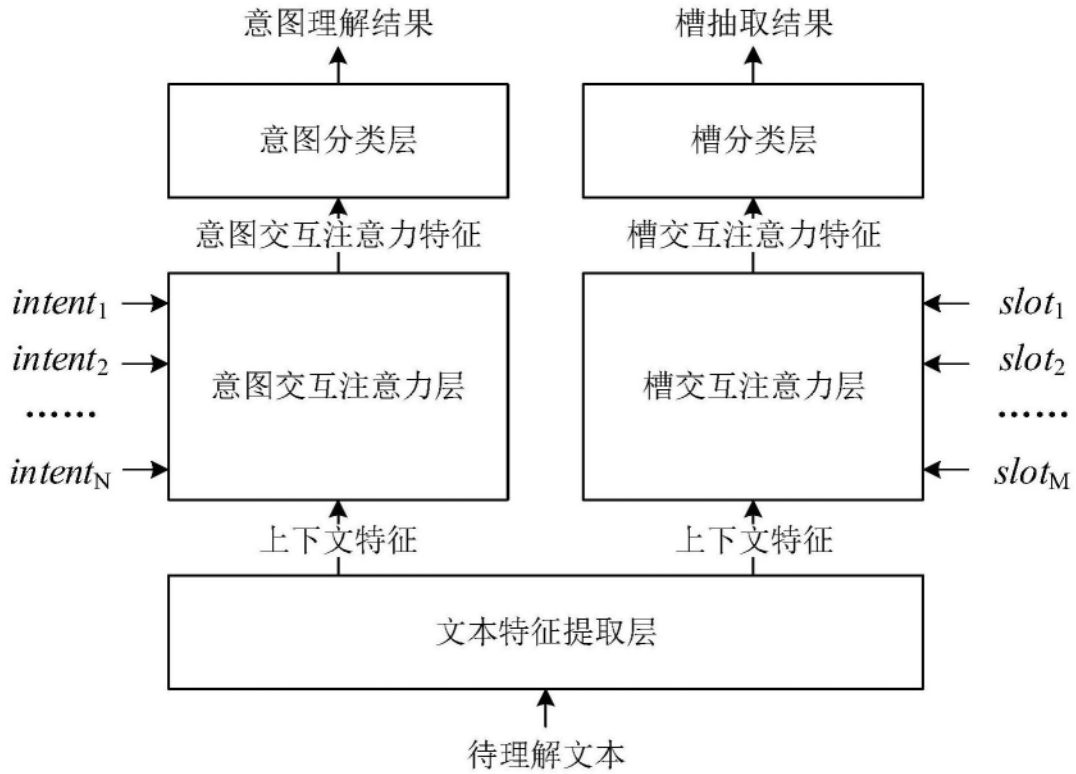 意图理解结果 槽抽取结果
意图分类层 槽分类层
意图交互注意力特征 槽交互注意力特征
intent₁ slot₁
intent₂ slot₂
意图交互注意力层 槽交互注意力层
…… ……
intent_N slot_M
上下文特征 上下文特征
文本特征提取层
待理解文本